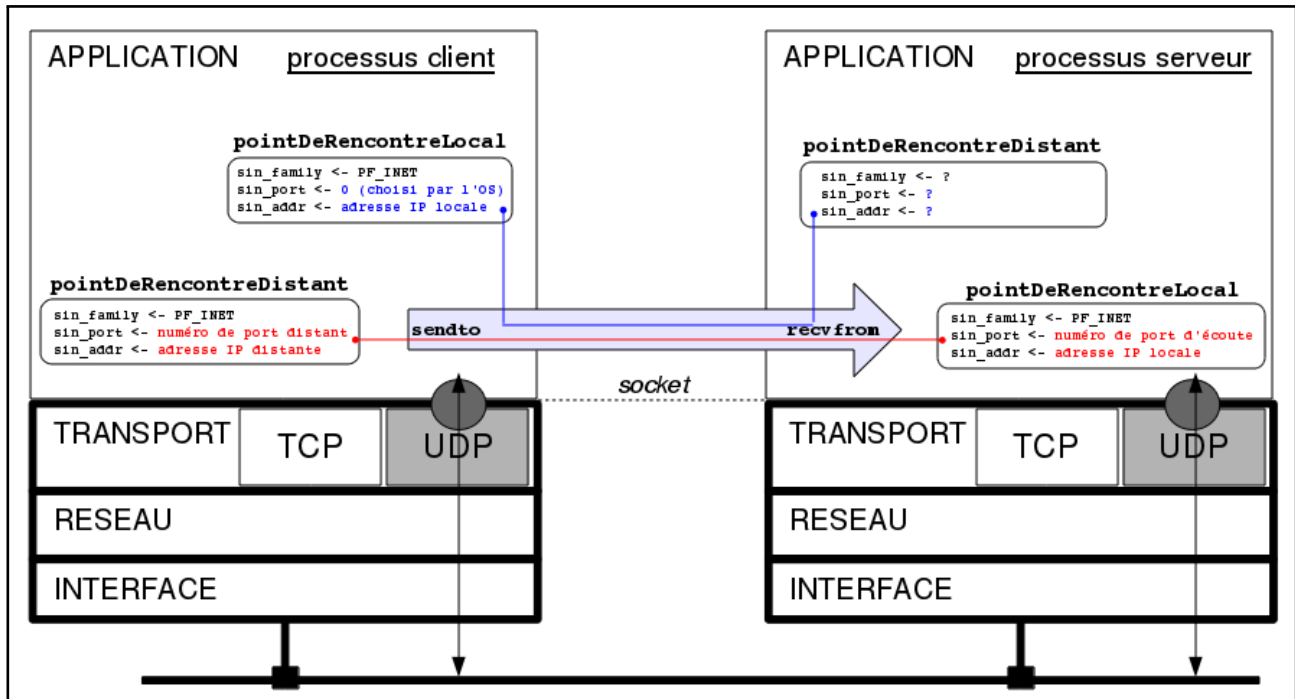 APPLICATION processus client
pointDeRencontreLocal
sin_family <- PF_INET
sin_port <- 0 (choisi par l'OS)
sin_addr <- adresse IP locale
pointDeRencontreDistant
sin_family <- PF_INET
sin_port <- numéro de port distant
sin_addr <- adresse IP distante
sendto
recvfrom
socket
TRANSPORT
TCP
UDP
RESEAU
INTERFACE
APPLICATION processus serveur
pointDeRencontreDistant
sin_family <- ?
sin_port <- ?
sin_addr <- ?
pointDeRencontreLocal
sin_family <- PF_INET
sin_port <- numéro de port d'écoute
sin_addr <- adresse IP locale
TRANSPORT
TCP
UDP
RESEAU
INTERFACE